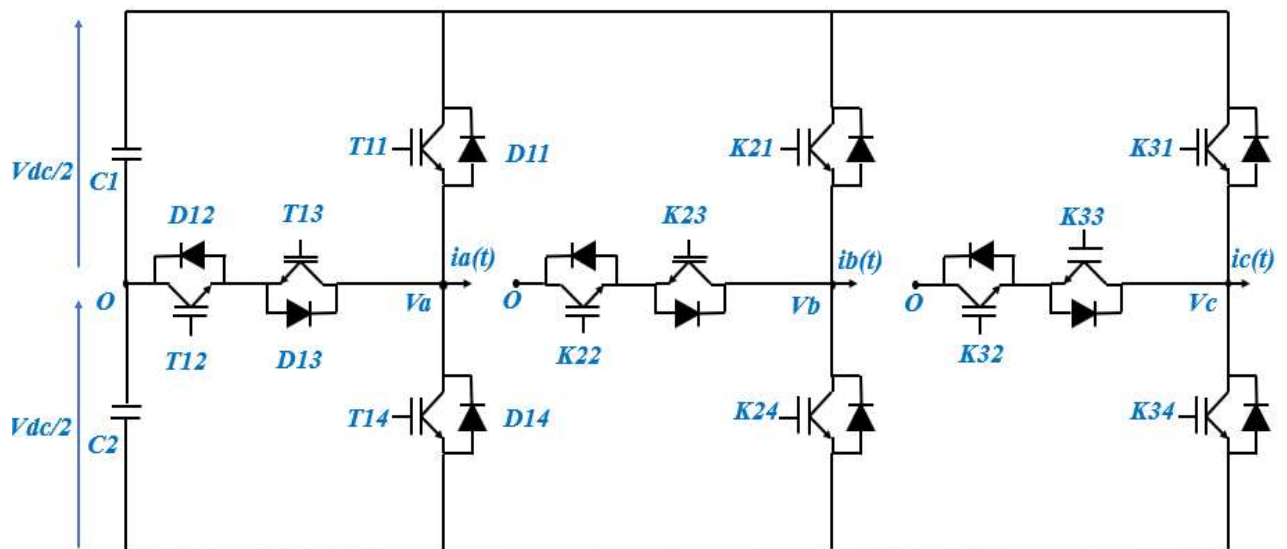 T11
D11
K21
K31
Vdc/2
C1
D12
T13
K23
K33
ia(t)
ib(t)
ic(t)
O
Va
O
Vb
O
Vc
T12
D13
K22
K32
T14
D14
K24
K34
Vdc/2
C2